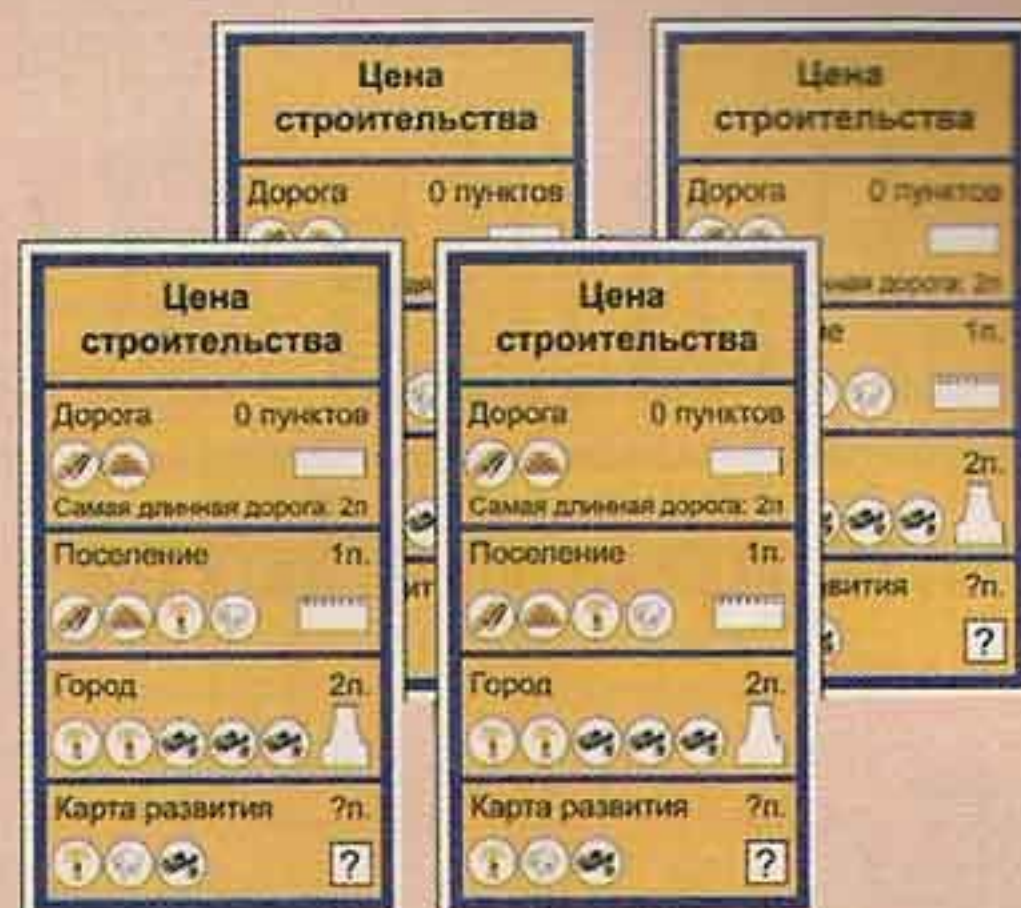 Цена
строительства
Дорога 0 пунктов
Цена
строительства
Дорога 0 пунктов
дорога: 2п
1п.
2п.
?п.
?
Цена
строительства
Дорога 0 пунктов
Самая длинная дорога: 2п
Поселение 1п.
Город 2п.
Карта развития ?п.
?
Цена
строительства
Дорога 0 пунктов
Самая длинная дорога: 2п
Поселение 1п.
Город 2п.
Карта развития ?п.
?